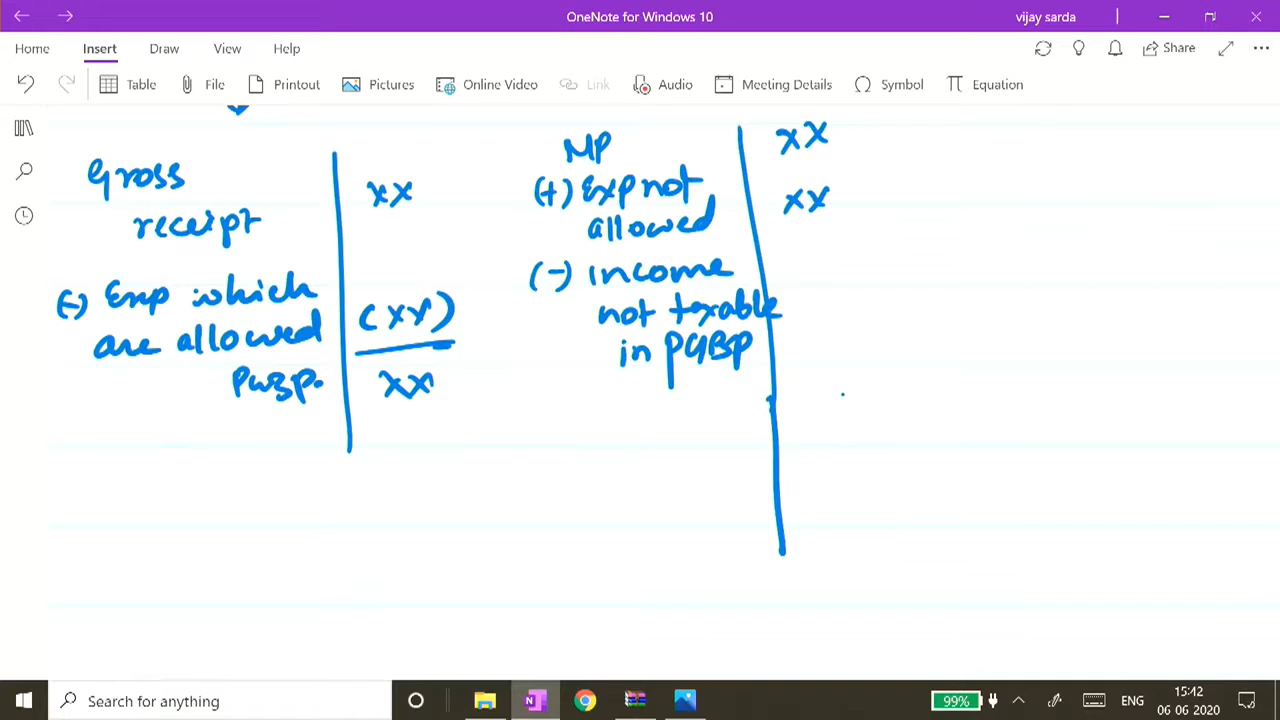 OneNote for Windows 10
vijay sarda
Home
Insert
Draw
View
Help
Share
Table
File
Printout
Pictures
Online Video
Link
Audio
Meeting Details
Symbol
Equation
Gross
receipt
xx
(-) Exp which
are allowed
PGBP.
(xx)
xx
NP
xx
(+) Exp not
allowed
xx
(-) income
not taxable
in PGBP
Search for anything
99%
ENG
15:42
06-06-2020